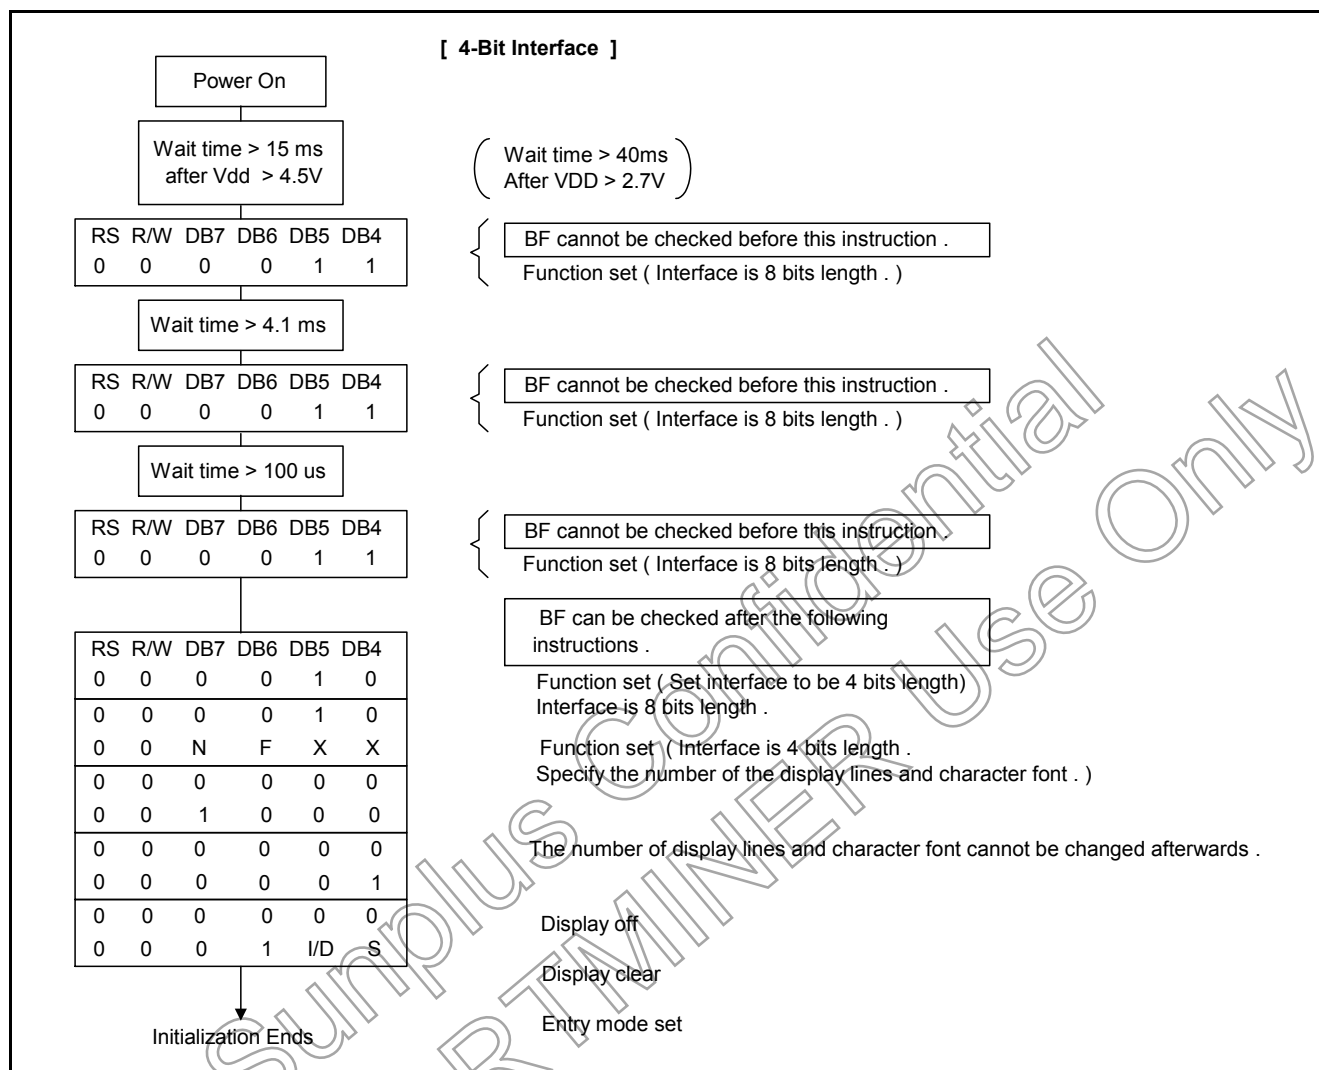 [ 4-Bit Interface ]
Power On
Wait time > 15 ms
after Vdd > 4.5V
Wait time > 40ms
After VDD > 2.7V
RS R/W DB7 DB6 DB5 DB4
0 0 0 0 1 1
BF cannot be checked before this instruction .
Function set ( Interface is 8 bits length . )
Wait time > 4.1 ms
RS R/W DB7 DB6 DB5 DB4
0 0 0 0 1 1
BF cannot be checked before this instruction .
Function set ( Interface is 8 bits length . )
Wait time > 100 us
RS R/W DB7 DB6 DB5 DB4
0 0 0 0 1 1
BF cannot be checked before this instruction .
Function set ( Interface is 8 bits length . )
BF can be checked after the following
instructions .
RS R/W DB7 DB6 DB5 DB4
0 0 0 0 1 0
0 0 0 0 1 0
0 0 N F X X
0 0 0 0 0 0
0 0 1 0 0 0
0 0 0 0 0 0
0 0 0 0 0 1
0 0 0 0 0 0
0 0 0 1 I/D S
Function set ( Set interface to be 4 bits length)
Interface is 8 bits length .
Function set ( Interface is 4 bits length .
Specify the number of the display lines and character font . )
The number of display lines and character font cannot be changed afterwards .
Display off
Display clear
Entry mode set
Initialization Ends
Sunplus Confidential
RTMINER Use Only